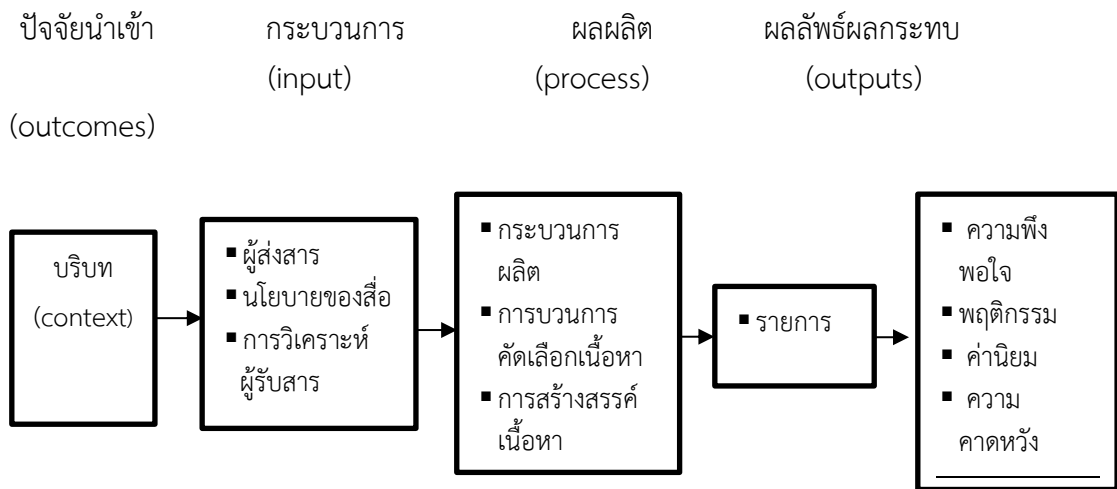 ปัจจัยนำเข้า กระบวนการ ผลผลิต ผลลัพธ์ผลกระทบ
(input) (process) (outputs)
(outcomes)
บริบท
(context)
▪ ผู้ส่งสาร
▪ นโยบายของสื่อ
▪ การวิเคราะห์
ผู้รับสาร
▪ กระบวนการ
ผลิต
▪ การบวนการ
คัดเลือกเนื้อหา
▪ การสร้างสรรค์
เนื้อหา
▪ รายการ
▪ ความพึง
พอใจ
▪ พฤติกรรม
▪ ค่านิยม
▪ ความ
คาดหวัง